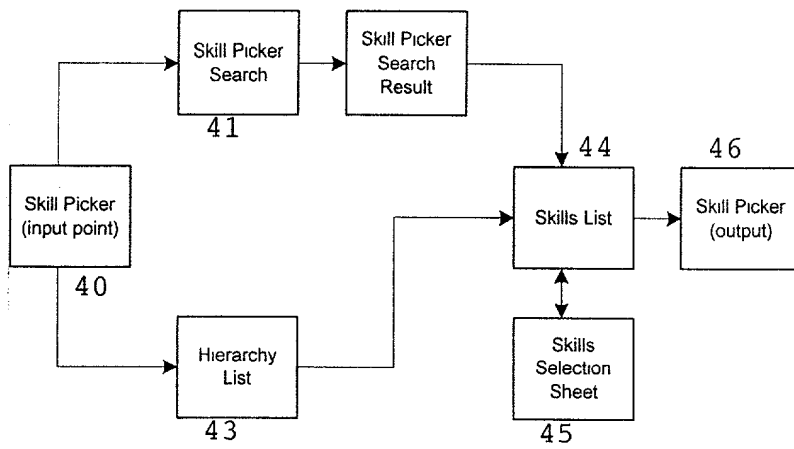 Skill Picker
Search
41
Skill Picker
Search
Result
44
46
Skill Picker
(input point)
40
Skills List
Skill Picker
(output)
Hierarchy
List
43
Skills
Selection
Sheet
45